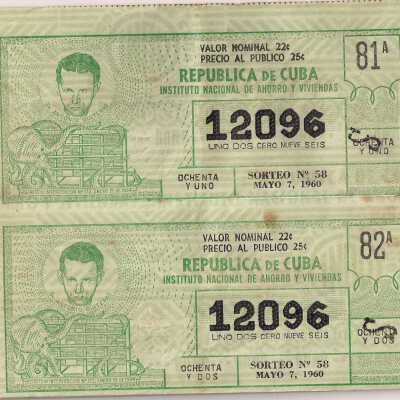 VALOR NOMINAL 22¢
PRECIO AL PUBLICO 25¢
81A
REPUBLICA DE CUBA
INSTITUTO NACIONAL DE AHORRO Y VIVIENDAS
12096
UNO DOS CERO NUEVE SEIS
OCHENTA
Y UNO
SORTEO Nº 58
MAYO 7, 1960
OCHENTA
Y UNO
VALOR NOMINAL 22¢
PRECIO AL PUBLICO 25¢
82A
REPUBLICA DE CUBA
INSTITUTO NACIONAL DE AHORRO Y VIVIENDAS
12096
UNO DOS CERO NUEVE SEIS
OCHENTA
Y DOS
SORTEO Nº 58
MAYO 7, 1960
OCHENTA
Y DOS